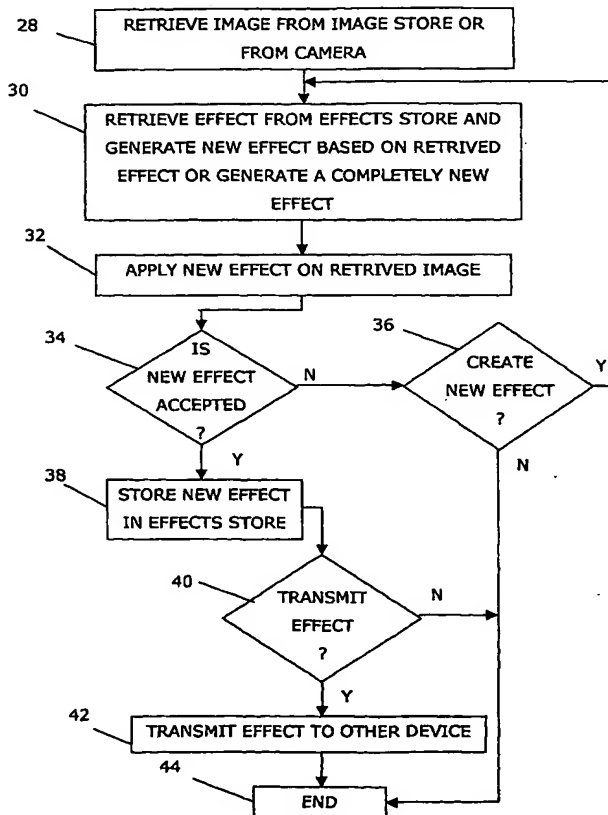 28
RETRIEVE IMAGE FROM IMAGE STORE OR
FROM CAMERA
30
RETRIEVE EFFECT FROM EFFECTS STORE AND
GENERATE NEW EFFECT BASED ON RETRIVED
EFFECT OR GENERATE A COMPLETELY NEW
EFFECT
32
APPLY NEW EFFECT ON RETRIVED IMAGE
34
IS
NEW EFFECT
ACCEPTED
?
N
Y
36
CREATE
NEW EFFECT
?
Y
N
38
STORE NEW EFFECT
IN EFFECTS STORE
40
TRANSMIT
EFFECT
?
N
Y
42
TRANSMIT EFFECT TO OTHER DEVICE
44
END